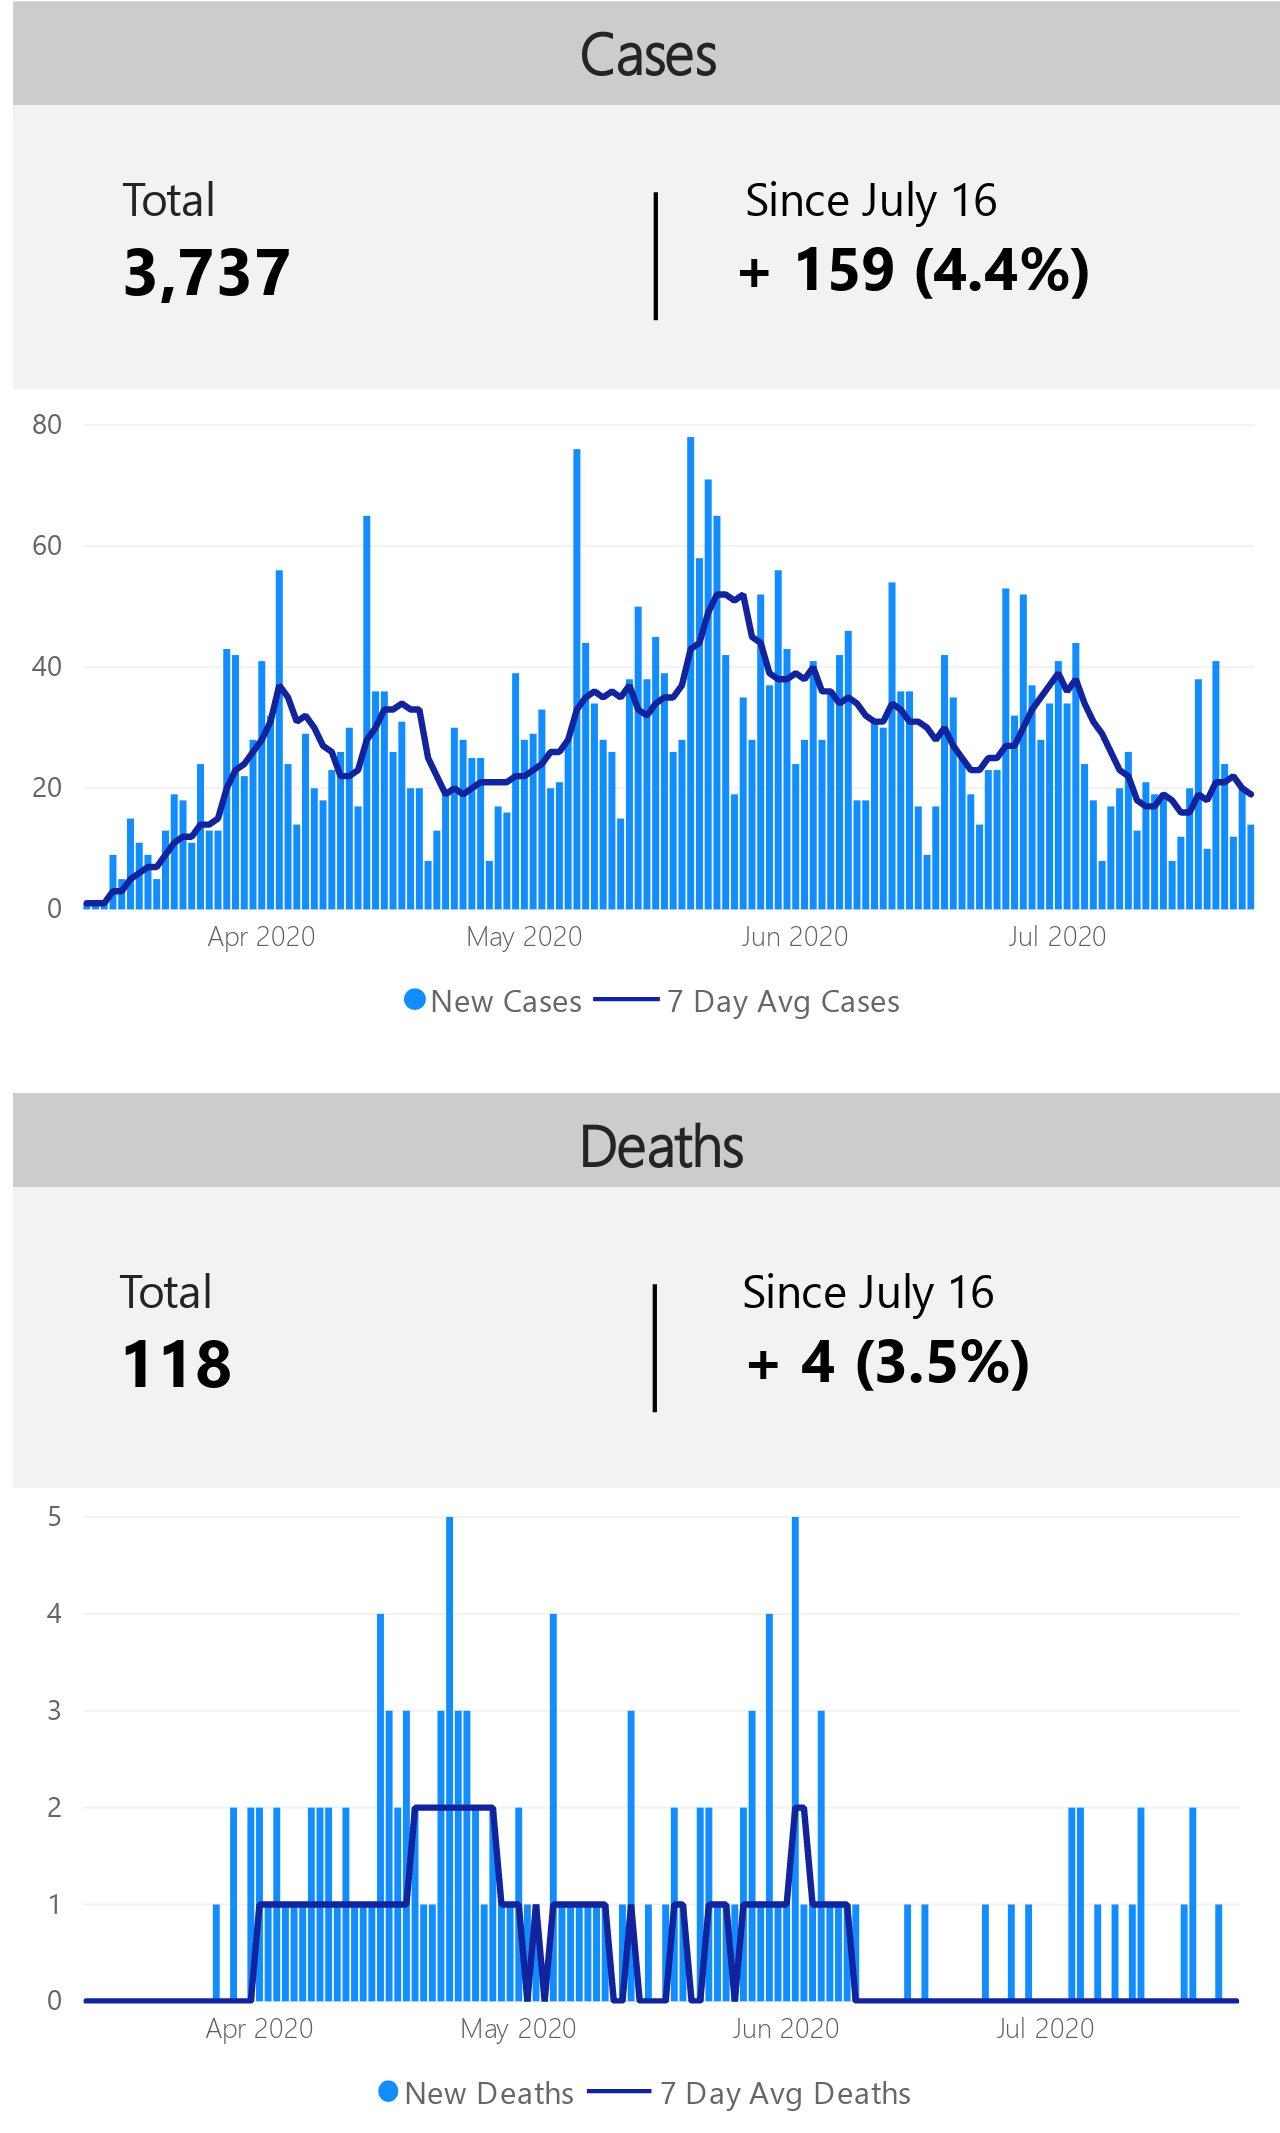 Cases
Total
Since July 16
3,737
+ 159 (4.4%)
80
60
40
20
0
Apr 2020
May 2020
Jun 2020
Jul 2020
New Cases
7 Day Avg Cases
Deaths
Total
Since July 16
118
+ 4 (3.5%)
5
4
3
2
1
0
Apr 2020
May 2020
Jun 2020
Jul 2020
New Deaths
7 Day Avg Deaths